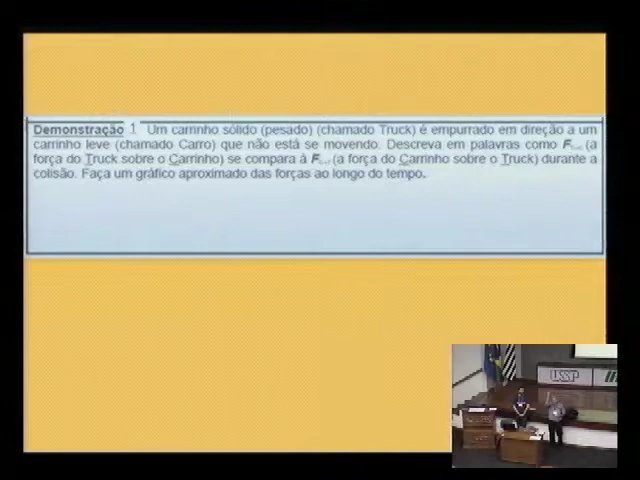 Demonstração 1 Um carrinho sólido (pesado) (chamado Truck) é empurrado em direção a um
carrinho leve (chamado Carro) que não está se movendo. Descreva em palavras como F (a
força do Truck sobre o Carrinho) se compara à F (a força do Carrinho sobre o Truck) durante a
colisão. Faça um gráfico aproximado das forças ao longo do tempo.
USP